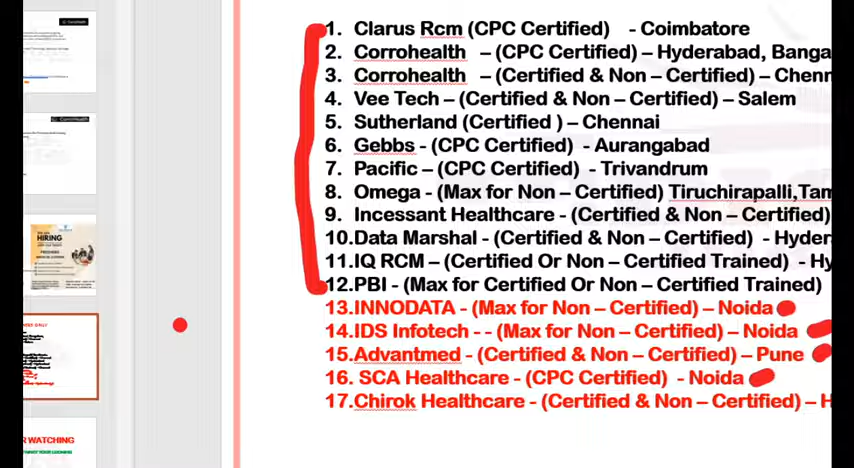 1. Clarus Rcm (CPC Certified) - Coimbatore
2. Corrohealth – (CPC Certified) – Hyderabad, Banga
3. Corrohealth – (Certified & Non – Certified) – Chenn
4. Vee Tech – (Certified & Non – Certified) – Salem
5. Sutherland (Certified ) – Chennai
6. Gebbs - (CPC Certified) - Aurangabad
7. Pacific – (CPC Certified) - Trivandrum
8. Omega - (Max for Non – Certified) Tiruchirapalli,Tam
9. Incessant Healthcare - (Certified & Non – Certified)
10.Data Marshal - (Certified & Non – Certified) - Hyder
11.IQ RCM – (Certified Or Non – Certified Trained) - Hy
12.PBI - (Max for Certified Or Non – Certified Trained)
13.INNODATA - (Max for Non – Certified) – Noida
14.IDS Infotech - - (Max for Non – Certified) – Noida
15.Advantmed - (Certified & Non – Certified) – Pune
16. SCA Healthcare - (CPC Certified) - Noida
17.Chirok Healthcare - (Certified & Non – Certified) – H
HIRING
R WATCHING